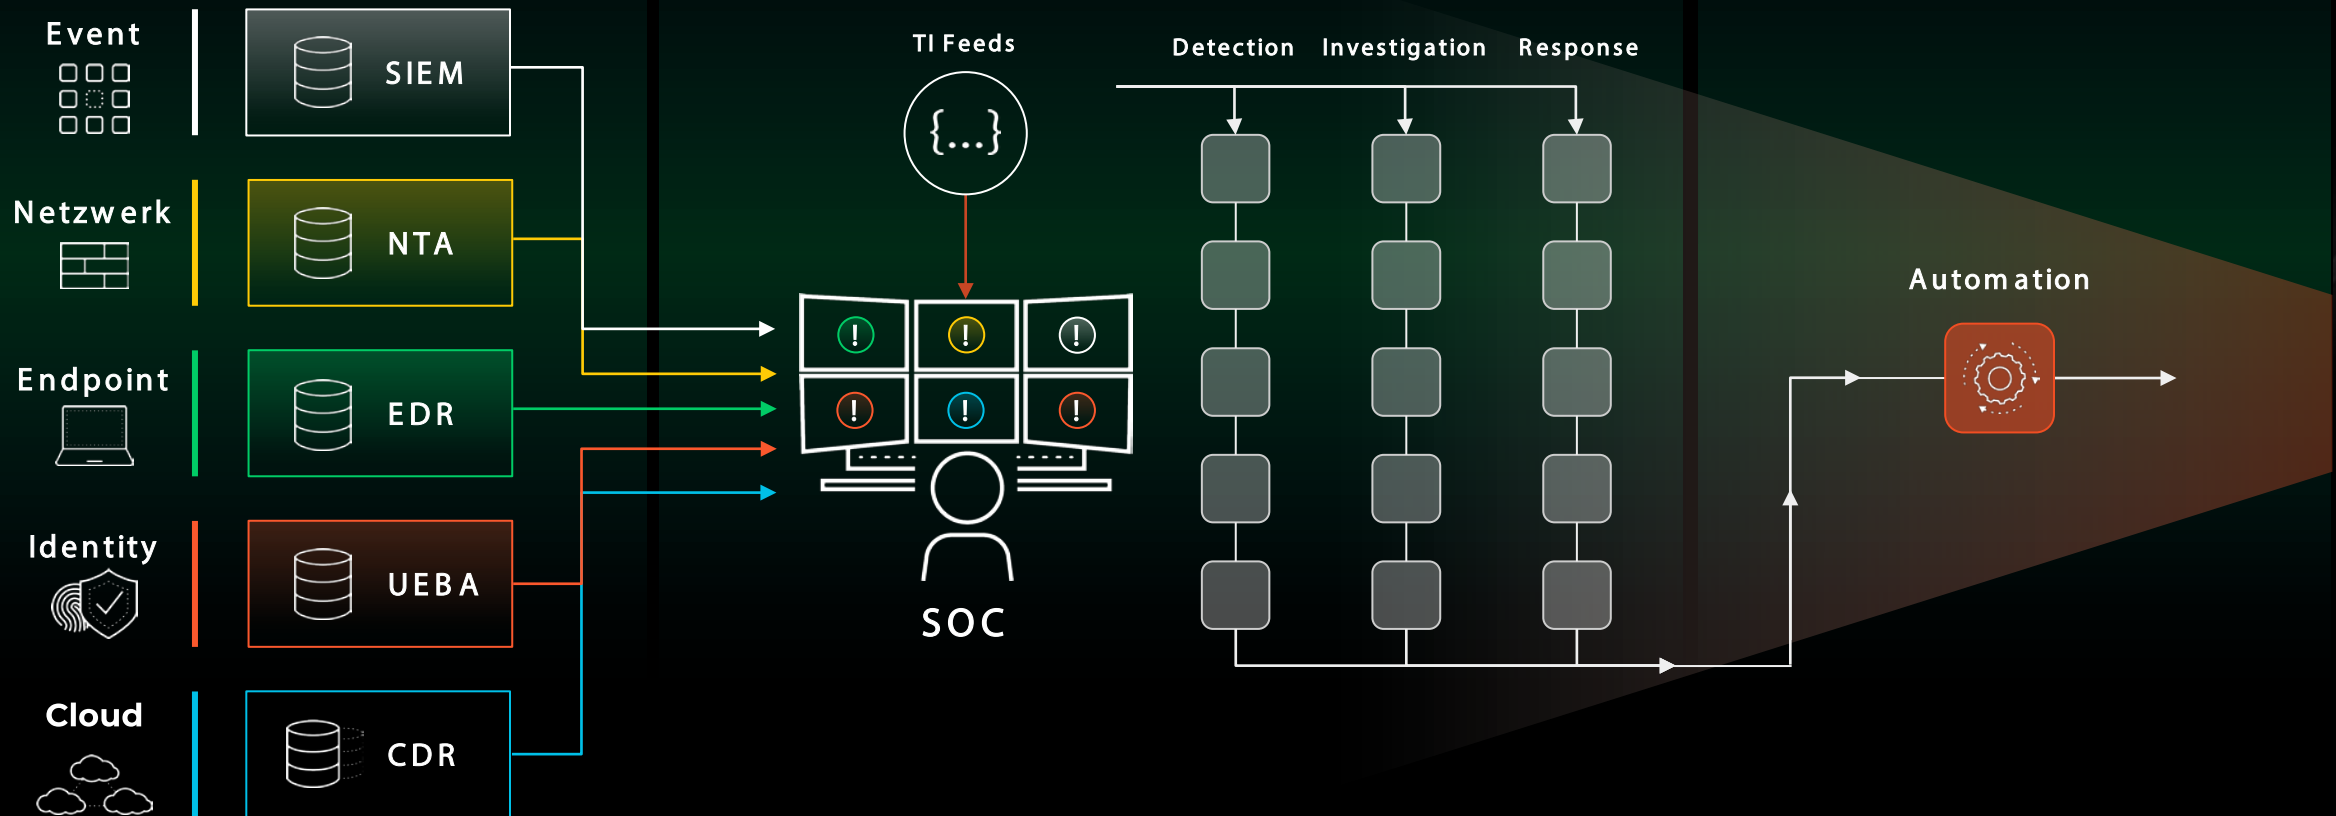 Event
SIEM
Netzwerk
NTA
Endpoint
EDR
Identity
UEBA
Cloud
CDR
TI Feeds
{...}
!
!
!
!
!
!
SOC
Detection
Investigation
Response
Automation